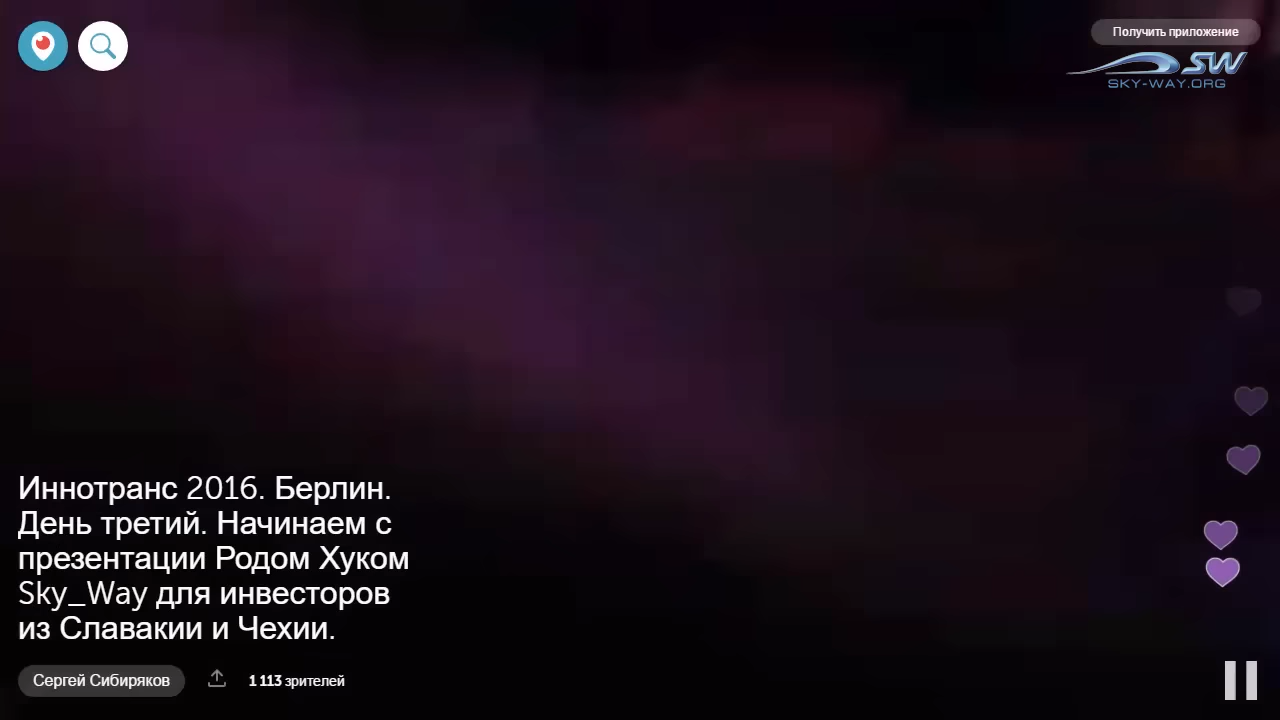 Получить приложение
SW
SKY-WAY.ORG
Иннотранс 2016. Берлин.
День третий. Начинаем с
презентации Родом Хуком
Sky_Way для инвесторов
из Славакии и Чехии.
Сергей Сибиряков
1 113 зрителей